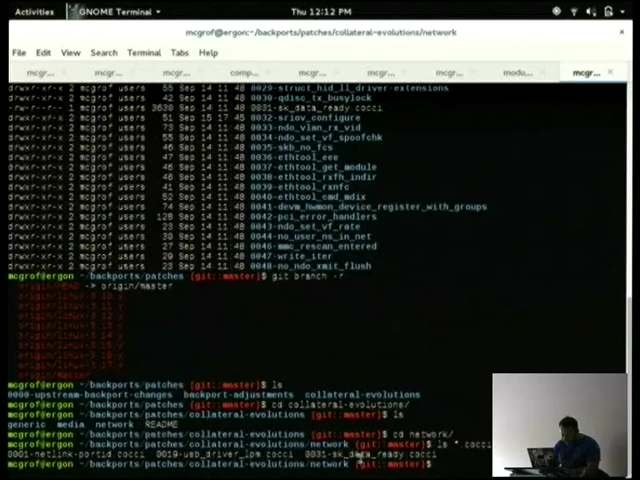 Activities GNOME Terminal Thu 12:12 PM
mcgrof@ergon:~/backports/patches/collateral-evolutions/network
File Edit View Search Terminal Tabs Help
mcgr... mcgr... mcgr... comp... mcgr... mcgr... mcgr... modu... mcgr...
drwxr-xr-x 2 mcgrof users 55 Sep 14 11 48 0029-struct_hid_ll_driver-extensions
drwxr-xr-x 2 mcgrof users 42 Sep 14 11 48 0030-qdisc_tx_busylock
1 mcgrof users 3630 Sep 14 11 48 0031-sk_data_ready.cocci
drwxr-xr-x 2 mcgrof users 51 Sep 15 17 45 0032-sriov_configure
drwxr-xr-x 2 mcgrof users 73 Sep 14 11 48 0033-ndo_vlan_rx_vid
drwxr-xr-x 2 mcgrof users 55 Sep 14 11 48 0034-ndo_set_vf_spoofchk
drwxr-xr-x 2 mcgrof users 34 Sep 14 11 48 0035-skb_no_fcs
drwxr-xr-x 2 mcgrof users 46 Sep 14 11 48 0036-ethtool_eee
drwxr-xr-x 2 mcgrof users 47 Sep 14 11 48 0037-ethtool_get_module
drwxr-xr-x 2 mcgrof users 66 Sep 14 11 48 0038-ethtool_rxfh_indir
drwxr-xr-x 2 mcgrof users 41 Sep 14 11 48 0039-ethtool_rxnfc
drwxr-xr-x 2 mcgrof users 52 Sep 14 11 48 0040-ethtool_cmd_mdix
drwxr-xr-x 2 mcgrof users 74 Sep 14 11 48 0041-devm_hwmon_device_register_with_groups
drwxr-xr-x 2 mcgrof users 128 Sep 14 11 48 0042-pci_error_handlers
drwxr-xr-x 2 mcgrof users 23 Sep 14 11 48 0043-ndo_set_vf_rate
drwxr-xr-x 2 mcgrof users 30 Sep 14 11 48 0044-no_user_ns_in_net
drwxr-xr-x 2 mcgrof users 27 Sep 14 11 48 0046-mmc_rescan_entered
drwxr-xr-x 2 mcgrof users 29 Sep 14 11 48 0047-write_iter
drwxr-xr-x 2 mcgrof users 23 Sep 14 11 48 0048-no_ndo_xmit_flush
mcgrof@ergon ~/backports/patches [git::master]$ git branch -r
origin/HEAD -> origin/master
mcgrof@ergon ~/backports/patches [git::master]$ ls
0000-upstream-backport-changes backport-adjustments collateral-evolutions
mcgrof@ergon ~/backports/patches [git::master]$ cd collateral-evolutions/
mcgrof@ergon ~/backports/patches/collateral-evolutions [git::master]$ ls
generic media network README
mcgrof@ergon ~/backports/patches/collateral-evolutions [git::master]$ cd network/
mcgrof@ergon ~/backports/patches/collateral-evolutions/network [git::master]$ ls *.cocci
0001-netlink-portid cocci 0019-usb_driver_lpm cocci 0031-sk_data_ready cocci
mcgrof@ergon ~/backports/patches/collateral-evolutions/network [git::master]$